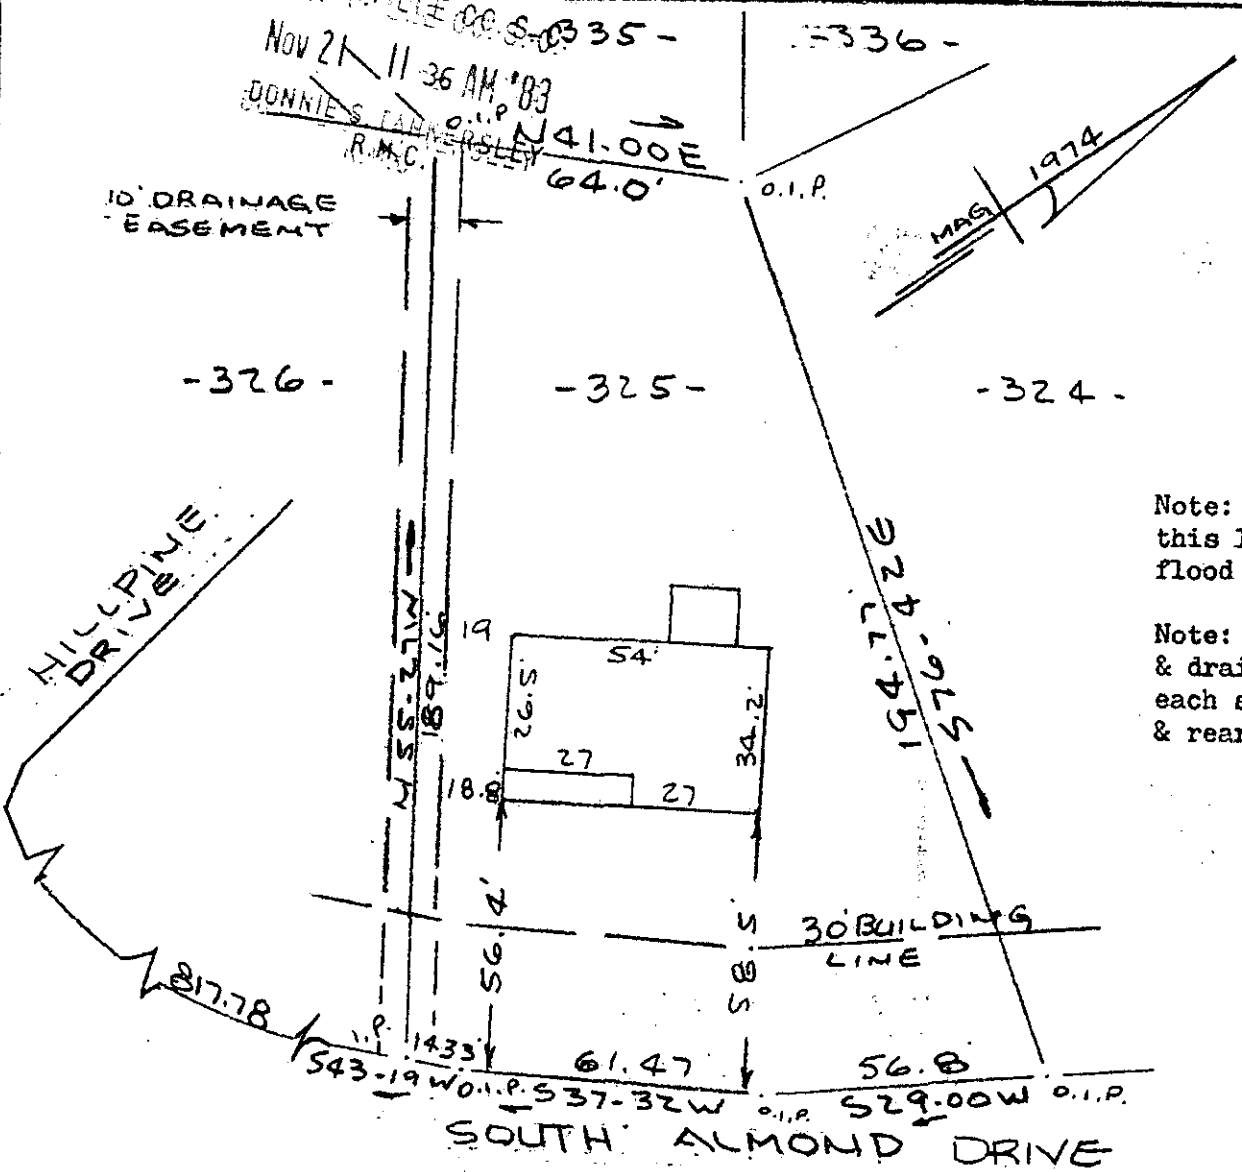 -335-
-336-
Nov 21 11 36 AM '83
DONNIE S. TANKERSLEY
R.M.C.
O.I.P.
N41.00E
64.0'
O.I.P.
10' DRAINAGE
EASEMENT
MAG 1974
-326-
-325-
-324-
Note:
this
flood
Note:
&
each
&
HILLPINE
DRIVE
N55-27W
189.16
S76-42E
194.77
19
54'
26.5
34.2
27
27
18.8
56.4'
58.5'
30' BUILDING
LINE
817.78
I.P.
14.33
61.47
56.8
S43-19W
O.I.P.
S37-32W
O.I.P.
S29.00W
O.I.P.
SOUTH ALMOND DRIVE